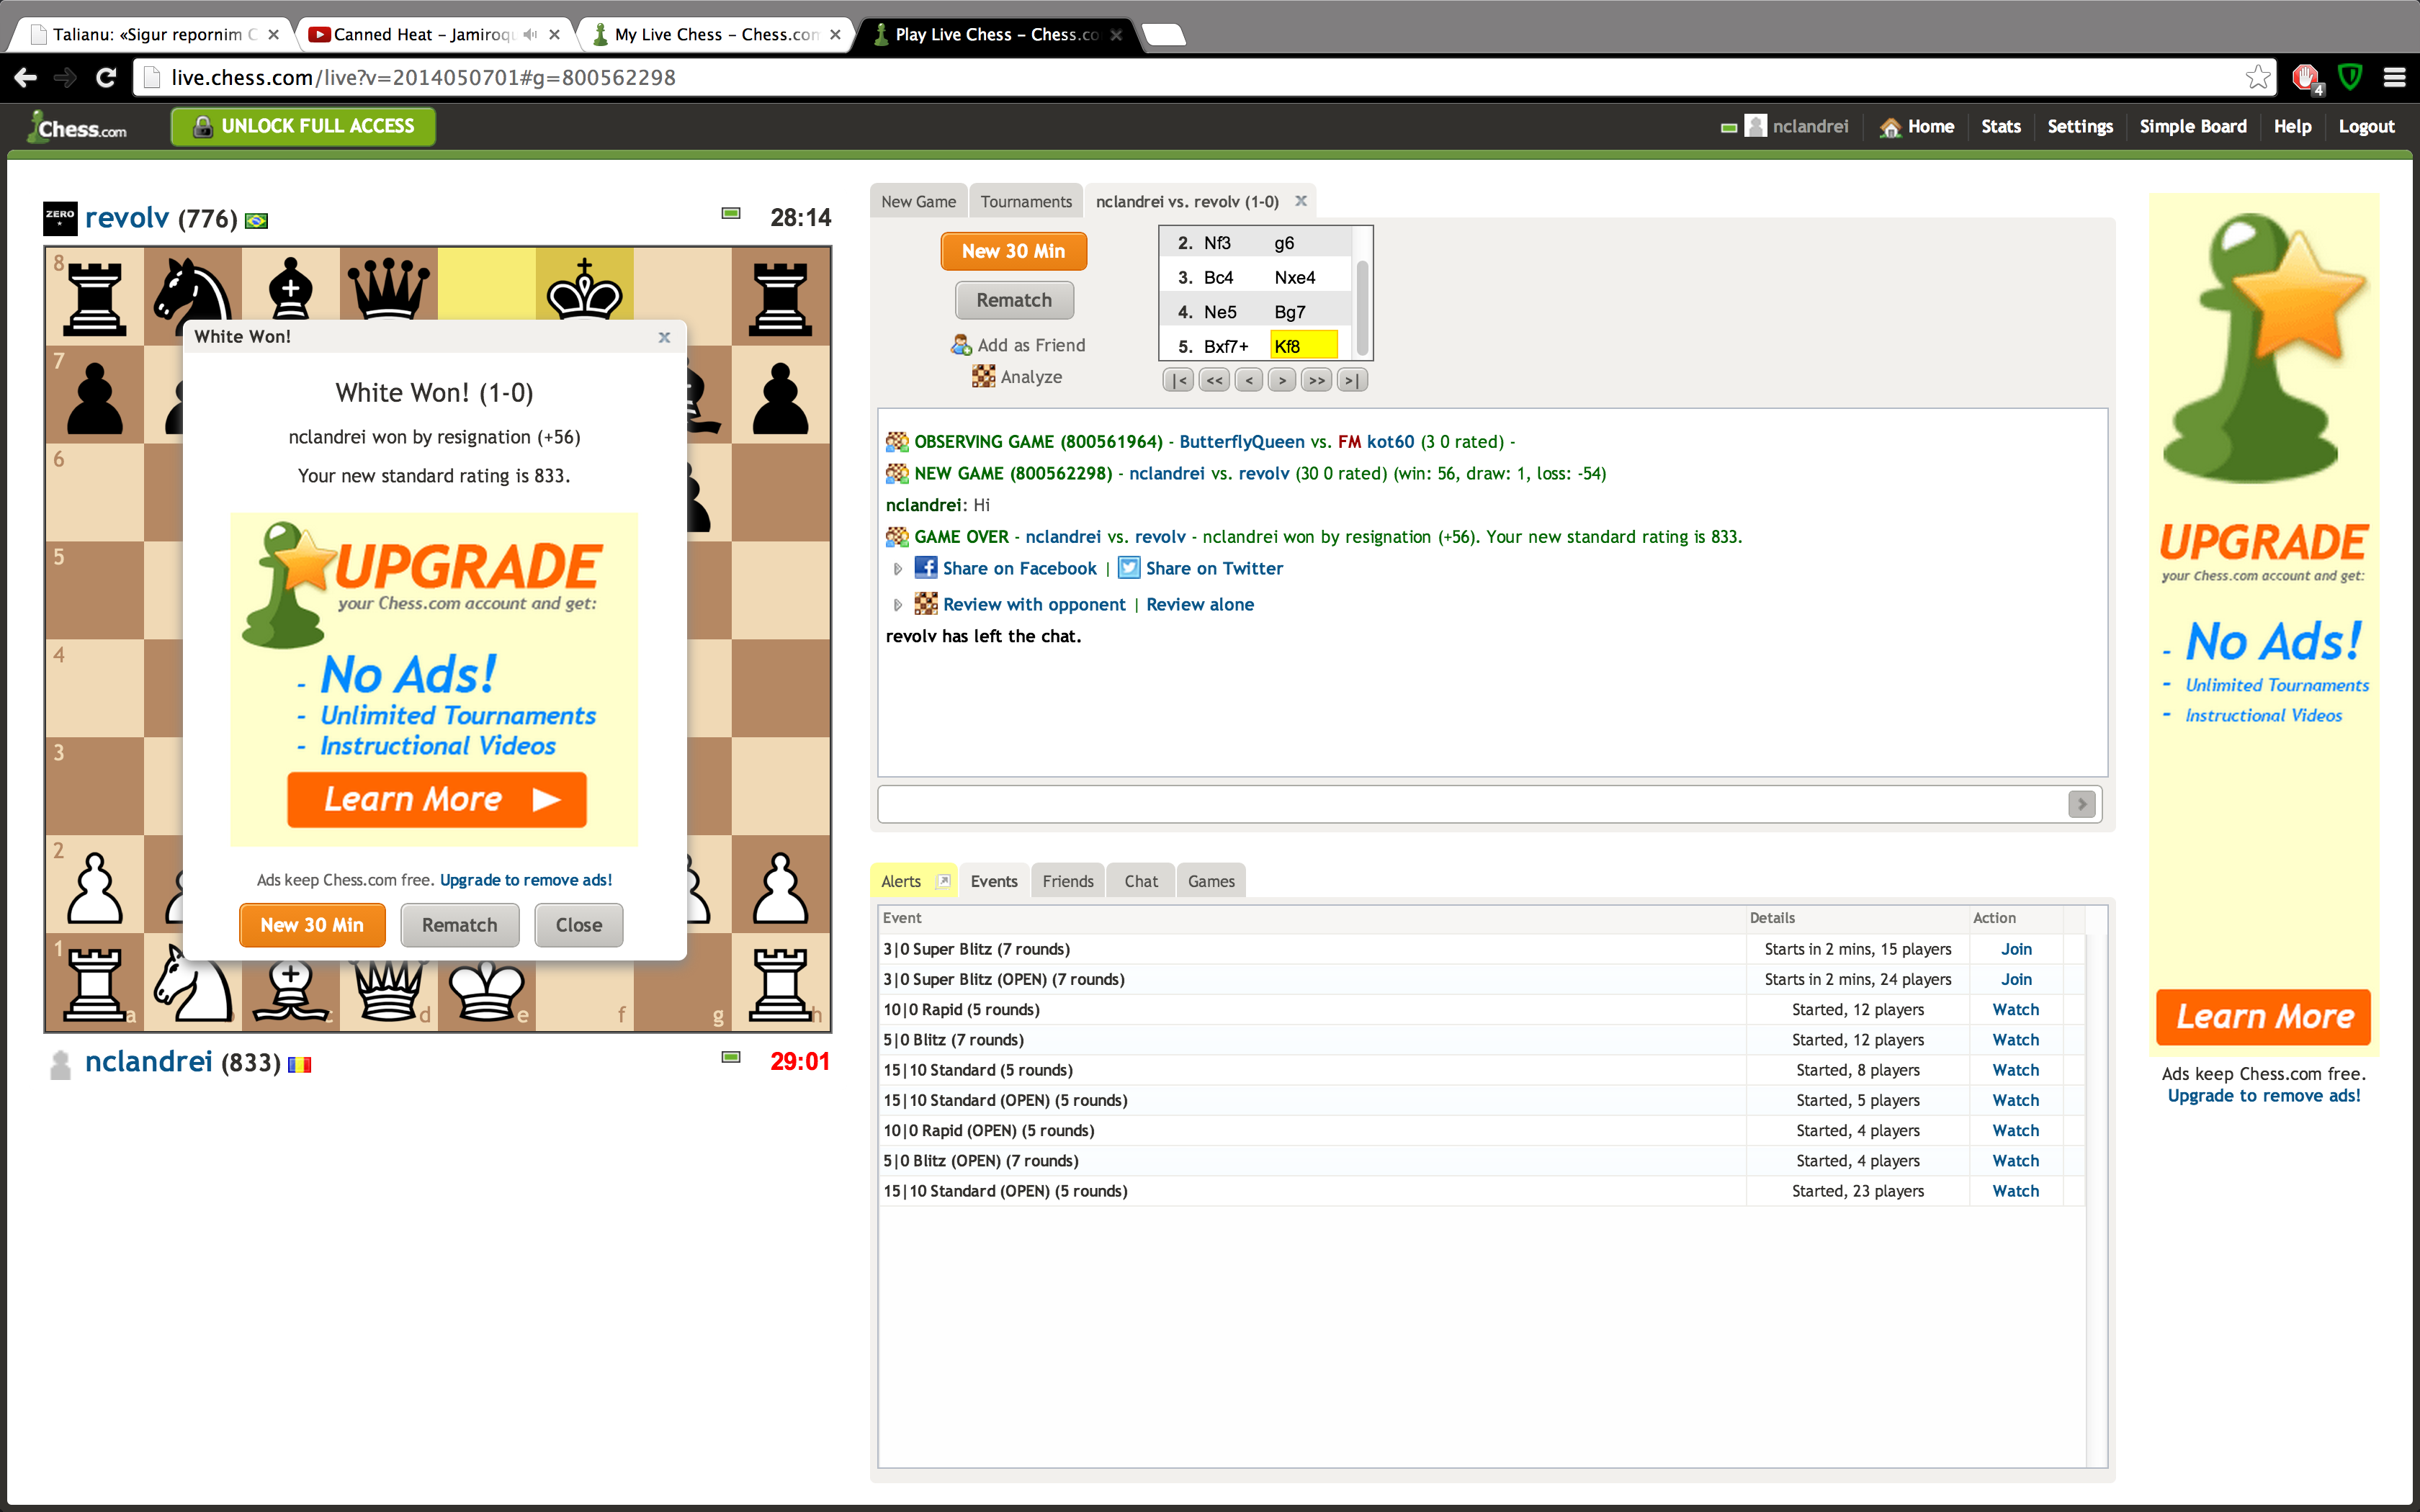 Talianu: «Sigur repornim C
Canned Heat – Jamiroqu
My Live Chess – Chess.com
Play Live Chess – Chess.co
live.chess.com/live?v=2014050701#g=800562298
4
Chess.com
UNLOCK FULL ACCESS
nclandrei
Home
Stats
Settings
Simple Board
Help
Logout
ZERO
revolv (776)
28:14
8
7
6
5
4
3
2
1
a
d
e
f
g
h
White Won!
x
White Won! (1-0)
nclandrei won by resignation (+56)
Your new standard rating is 833.
UPGRADE
your Chess.com account and get:
- No Ads!
- Unlimited Tournaments
- Instructional Videos
Learn More
Ads keep Chess.com free. Upgrade to remove ads!
New 30 Min
Rematch
Close
nclandrei (833)
29:01
New Game
Tournaments
nclandrei vs. revolv (1-0) x
New 30 Min
Rematch
Add as Friend
Analyze
2. Nf3 g6
3. Bc4 Nxe4
4. Ne5 Bg7
5. Bxf7+ Kf8
|< << < > >> >|
OBSERVING GAME (800561964) - ButterflyQueen vs. FM kot60 (3 0 rated) -
NEW GAME (800562298) - nclandrei vs. revolv (30 0 rated) (win: 56, draw: 1, loss: -54)
nclandrei: Hi
GAME OVER - nclandrei vs. revolv - nclandrei won by resignation (+56). Your new standard rating is 833.
Share on Facebook | Share on Twitter
Review with opponent | Review alone
revolv has left the chat.
Alerts
Events
Friends
Chat
Games
Event Details Action
3|0 Super Blitz (7 rounds) Starts in 2 mins, 15 players Join
3|0 Super Blitz (OPEN) (7 rounds) Starts in 2 mins, 24 players Join
10|0 Rapid (5 rounds) Started, 12 players Watch
5|0 Blitz (7 rounds) Started, 12 players Watch
15|10 Standard (5 rounds) Started, 8 players Watch
15|10 Standard (OPEN) (5 rounds) Started, 5 players Watch
10|0 Rapid (OPEN) (5 rounds) Started, 4 players Watch
5|0 Blitz (OPEN) (7 rounds) Started, 4 players Watch
15|10 Standard (OPEN) (5 rounds) Started, 23 players Watch
UPGRADE
your Chess.com account and get:
- No Ads!
- Unlimited Tournaments
- Instructional Videos
Learn More
Ads keep Chess.com free.
Upgrade to remove ads!